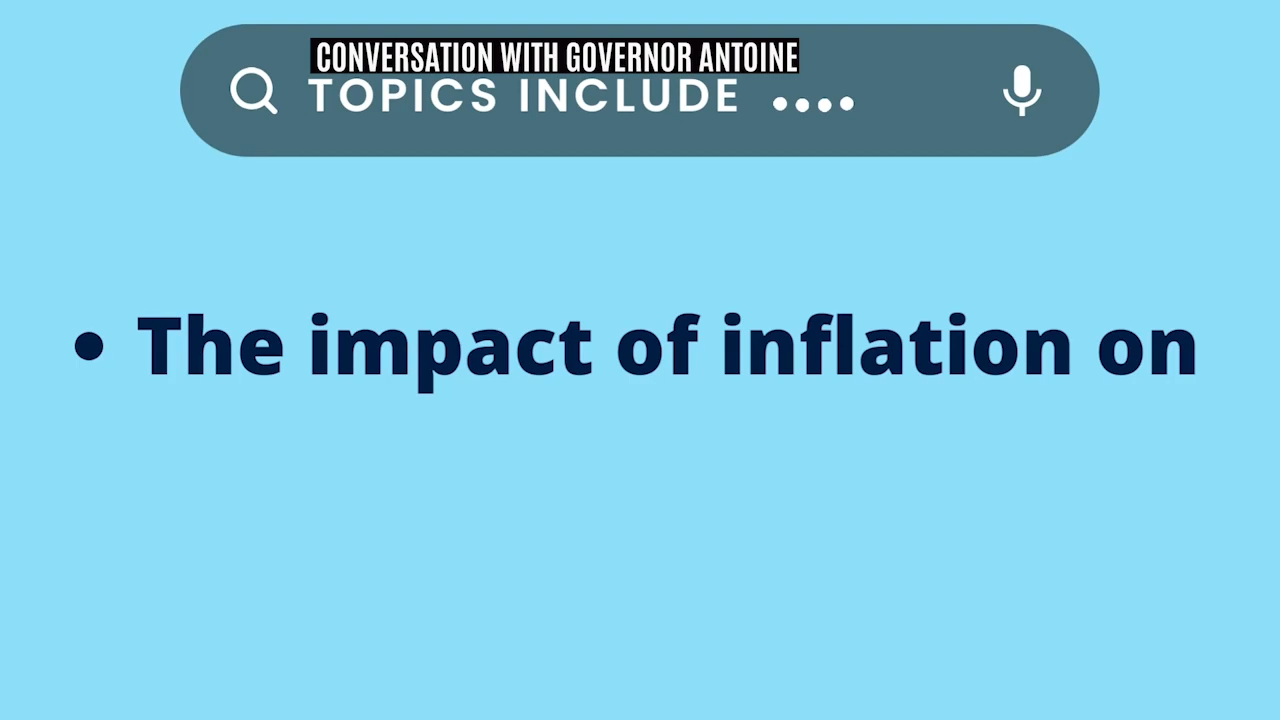 CONVERSATION WITH GOVERNOR ANTOINE
TOPICS INCLUDE ....
• The impact of inflation on